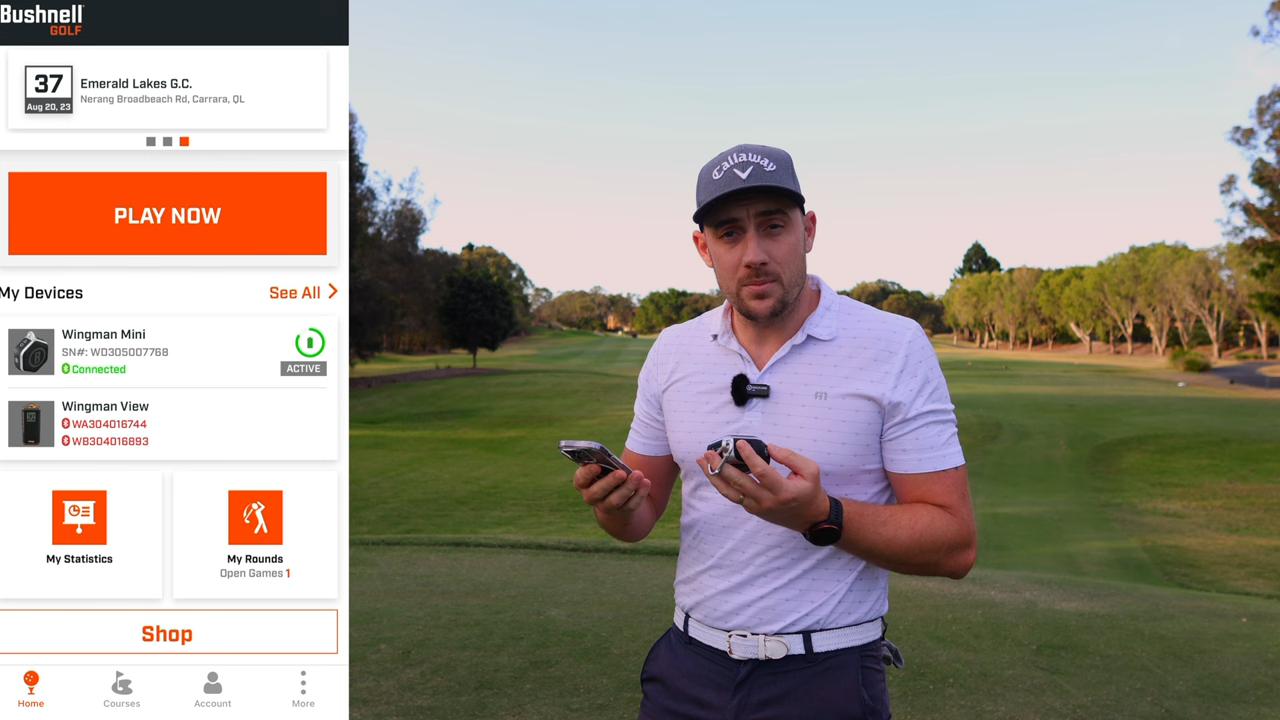 Bushnell
GOLF
37
Aug 20, 23
Emerald Lakes G.C.
Nerang Broadbeach Rd, Carrara, QL
PLAY NOW
My Devices
See All
Wingman Mini
SN#: WD305007768
Connected
ACTIVE
Wingman View
WA304016744
WB304016893
My Statistics
My Rounds
Open Games 1
Shop
Home
Courses
Account
More
Callaway